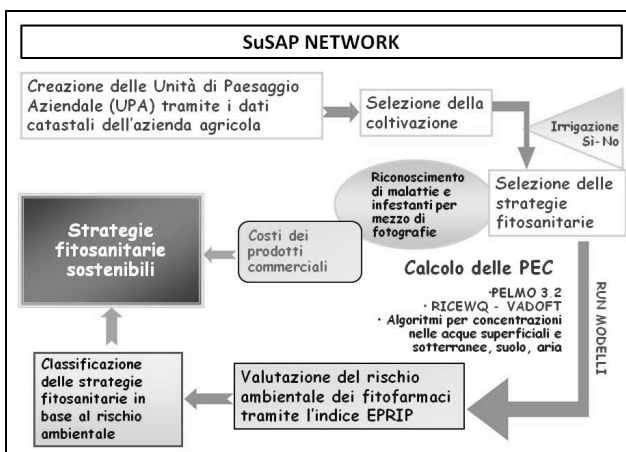 SuSAP NETWORK
Creazione delle Unità di Paesaggio
Aziendale (UPA) tramite i dati
catastali dell'azienda agricola
Selezione della
coltivazione
Irrigazione
Sì-No
Riconoscimento
di malattie e
infestanti per
mezzo di
fotografie
Selezione delle
strategie
fitosanitarie
Strategie
fitosanitarie
sostenibili
Costi dei
prodotti
commerciali
Calcolo delle PEC
•PELMO 3.2
• RICEWQ - VADOFT
• Algoritmi per concentrazioni
nelle acque superficiali e
sotterranee, suolo, aria
RUN MODELLI
Classificazione
delle strategie
fitosanitarie in
base al rischio
ambientale
Valutazione del rischio
ambientale dei fitofarmaci
tramite l'indice EPRIP